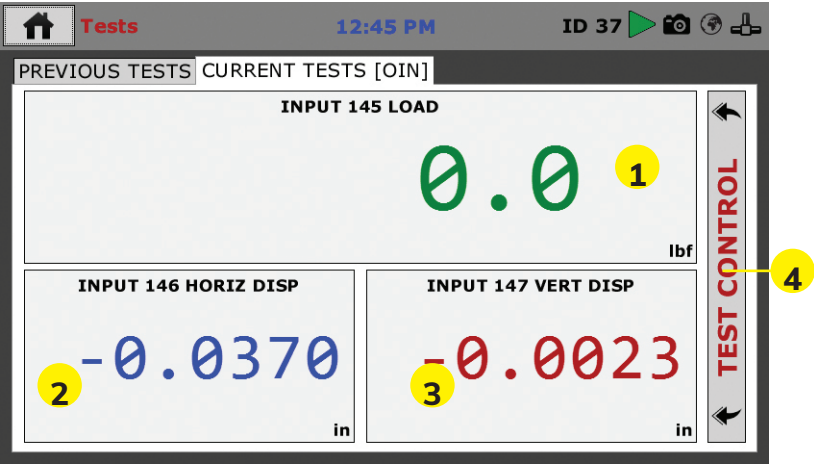 Tests 12:45 PM ID 37
PREVIOUS TESTS CURRENT TESTS [OIN]
INPUT 145 LOAD
0.0
1
lbf
INPUT 146 HORIZ DISP
-0.0370
2
in
INPUT 147 VERT DISP
-0.0023
3
in
TEST CONTROL
4